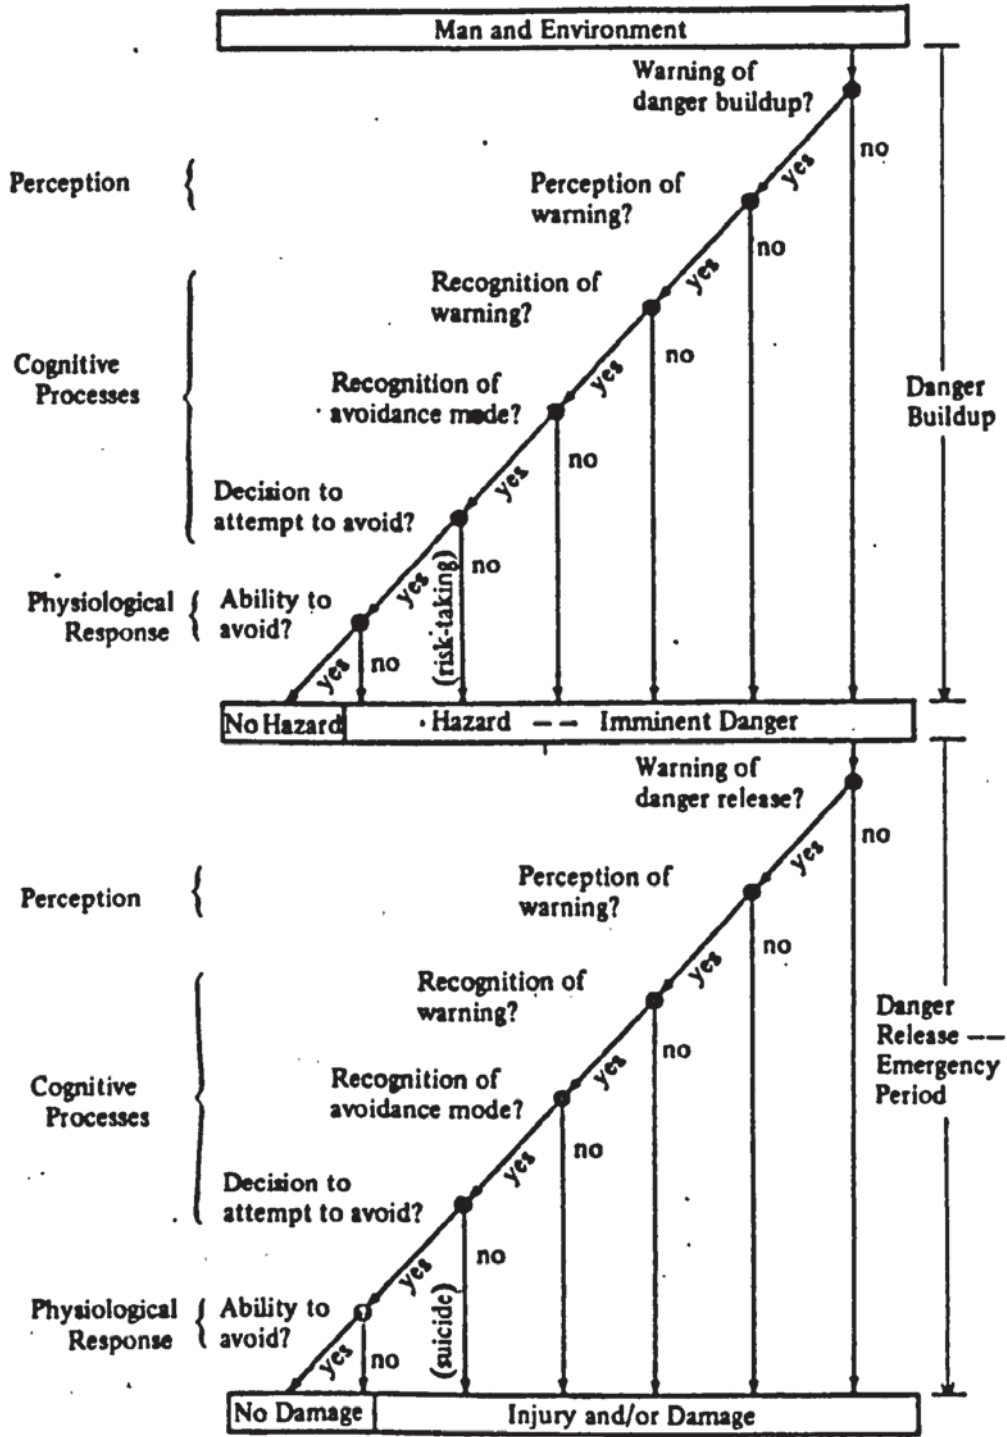 Man and Environment
Warning of
danger buildup?
no
yes
Perception
Perception of
warning?
no
yes
Recognition of
warning?
no
yes
Cognitive
Processes
Recognition of
avoidance mode?
no
yes
Danger
Buildup
Decision to
attempt to avoid?
no
(risk-taking)
yes
Physiological
Response
Ability to
avoid?
no
yes
No Hazard
Hazard -- Imminent Danger
Warning of
danger release?
no
yes
Perception
Perception of
warning?
no
yes
Recognition of
warning?
no
yes
Danger
Release --
Emergency
Period
Cognitive
Processes
Recognition of
avoidance mode?
no
yes
Decision to
attempt to avoid?
no
(suicide)
yes
Physiological
Response
Ability to
avoid?
no
yes
No Damage
Injury and/or Damage